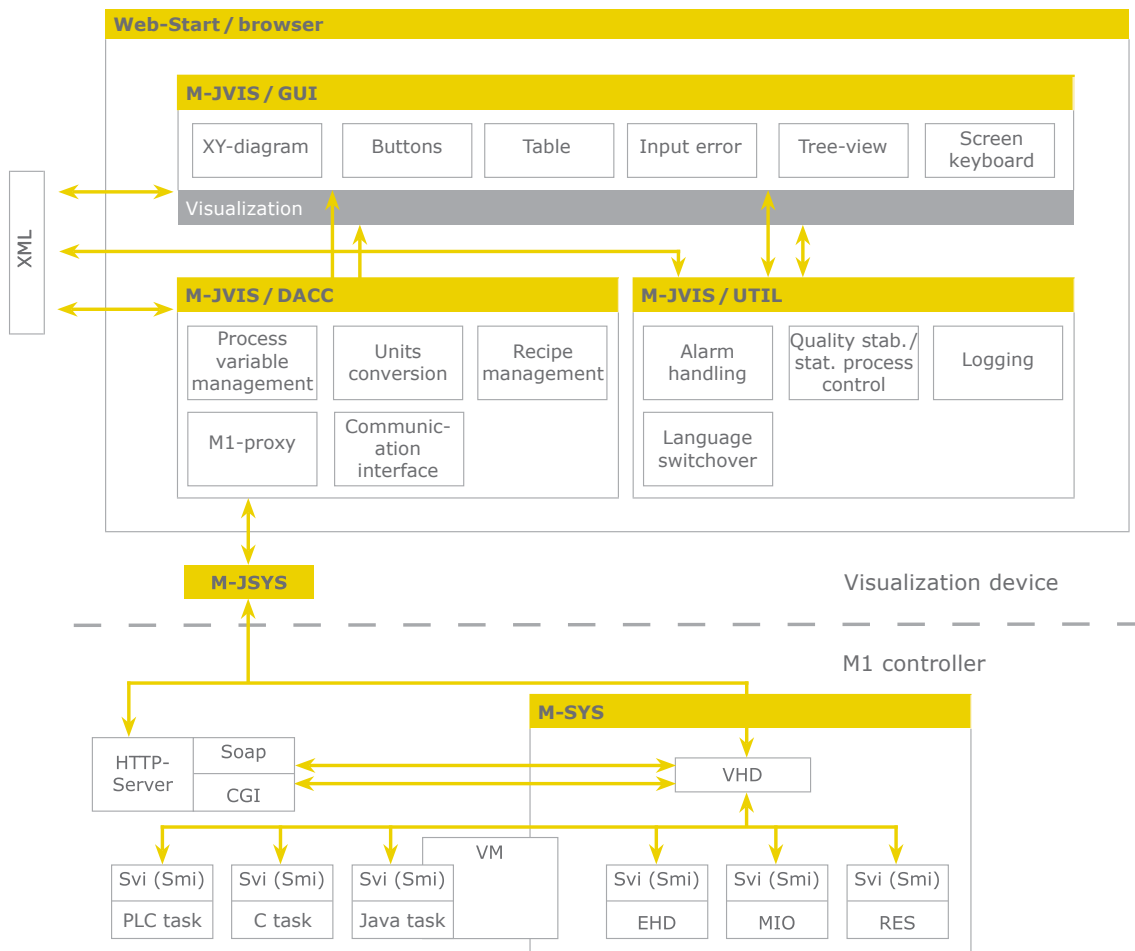 Web-Start / browser
M-JVIS / GUI
XY-diagram
Buttons
Table
Input error
Tree-view
Screen
keyboard
Visualization
XML
M-JVIS / DACC
Process
variable
management
Units
conversion
Recipe
management
M1-proxy
Communic-
ation
interface
M-JVIS / UTIL
Alarm
handling
Quality stab./
stat. process
control
Logging
Language
switchover
M-JSYS
Visualization device
M1 controller
M-SYS
HTTP-
Server
Soap
CGI
VHD
VM
Svi (Smi)
PLC task
Svi (Smi)
C task
Svi (Smi)
Java task
Svi (Smi)
EHD
Svi (Smi)
MIO
Svi (Smi)
RES